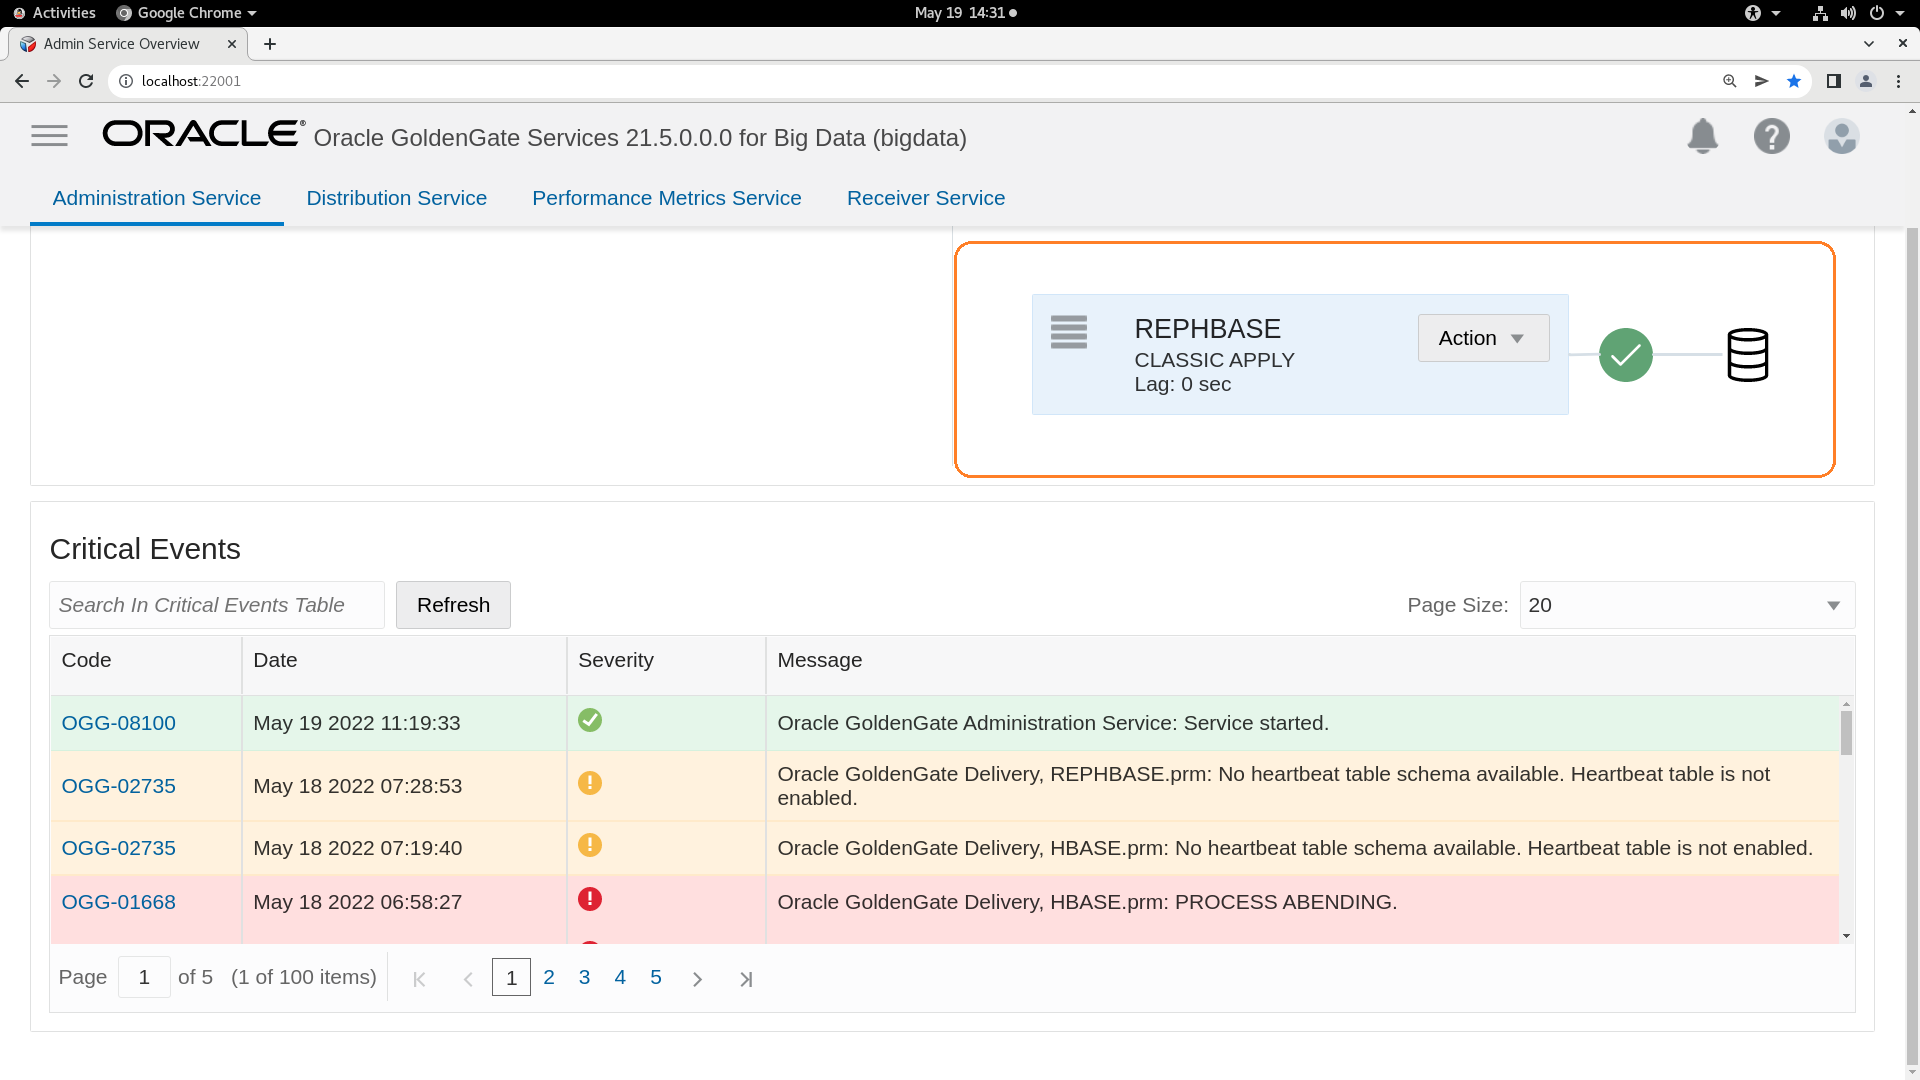 Activities Google Chrome May 19 14:31
Admin Service Overview
localhost:22001
ORACLE® Oracle GoldenGate Services 21.5.0.0.0 for Big Data (bigdata)
Administration Service Distribution Service Performance Metrics Service Receiver Service
REPHBASE
CLASSIC APPLY
Lag: 0 sec
Action
Critical Events
Search In Critical Events Table Refresh Page Size: 20
Code Date Severity Message
OGG-08100 May 19 2022 11:19:33 Oracle GoldenGate Administration Service: Service started.
OGG-02735 May 18 2022 07:28:53 Oracle GoldenGate Delivery, REPHBASE.prm: No heartbeat table schema available. Heartbeat table is not
enabled.
OGG-02735 May 18 2022 07:19:40 Oracle GoldenGate Delivery, HBASE.prm: No heartbeat table schema available. Heartbeat table is not enabled.
OGG-01668 May 18 2022 06:58:27 Oracle GoldenGate Delivery, HBASE.prm: PROCESS ABENDING.
Page 1 of 5 (1 of 100 items) 1 2 3 4 5